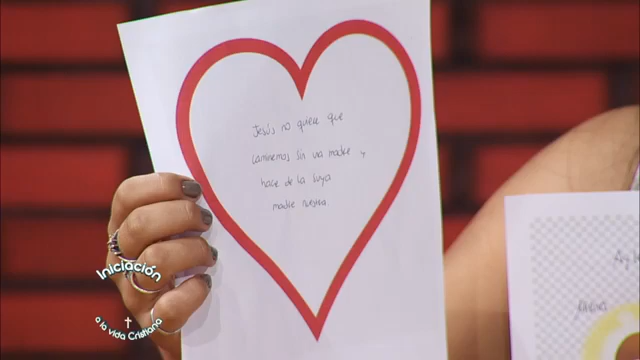 Jesús no quiere que
caminemos sin una madre y
hace de la suya
madre nuestra.
Iniciación
a la vida Cristiana